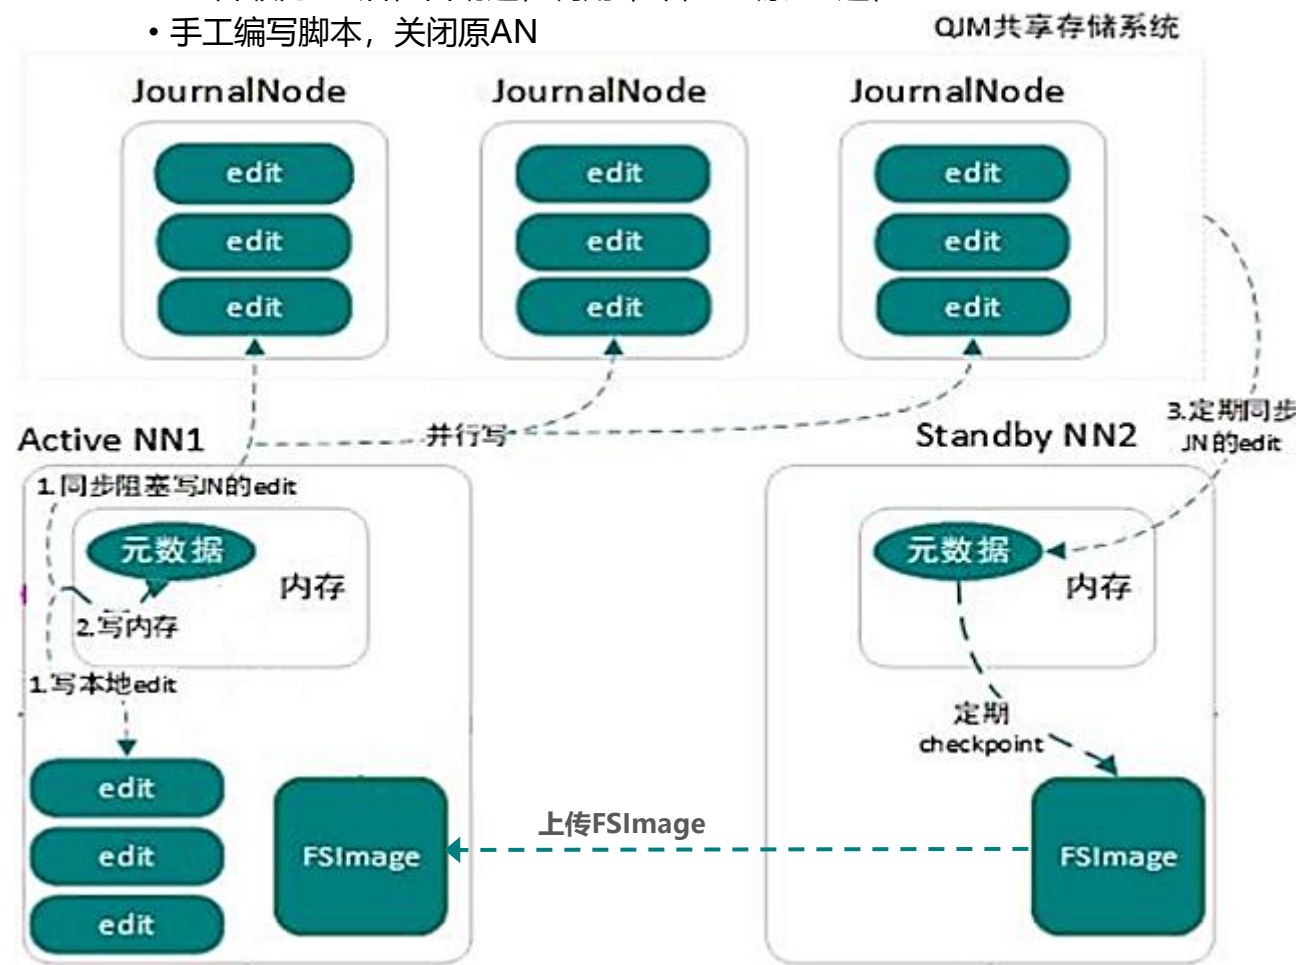 • 手工编写脚本，关闭原AN
QJM共享存储系统
JournalNode
JournalNode
JournalNode
edit
edit
edit
edit
edit
edit
edit
edit
edit
并行写
3.定期同步
JN的edit
Active NN1
Standby NN2
1.同步阻塞写JN的edit
元数据
内存
2.写内存
1.写本地edit
元数据
内存
定期
checkpoint
edit
edit
edit
FSImage
上传FSImage
FSImage